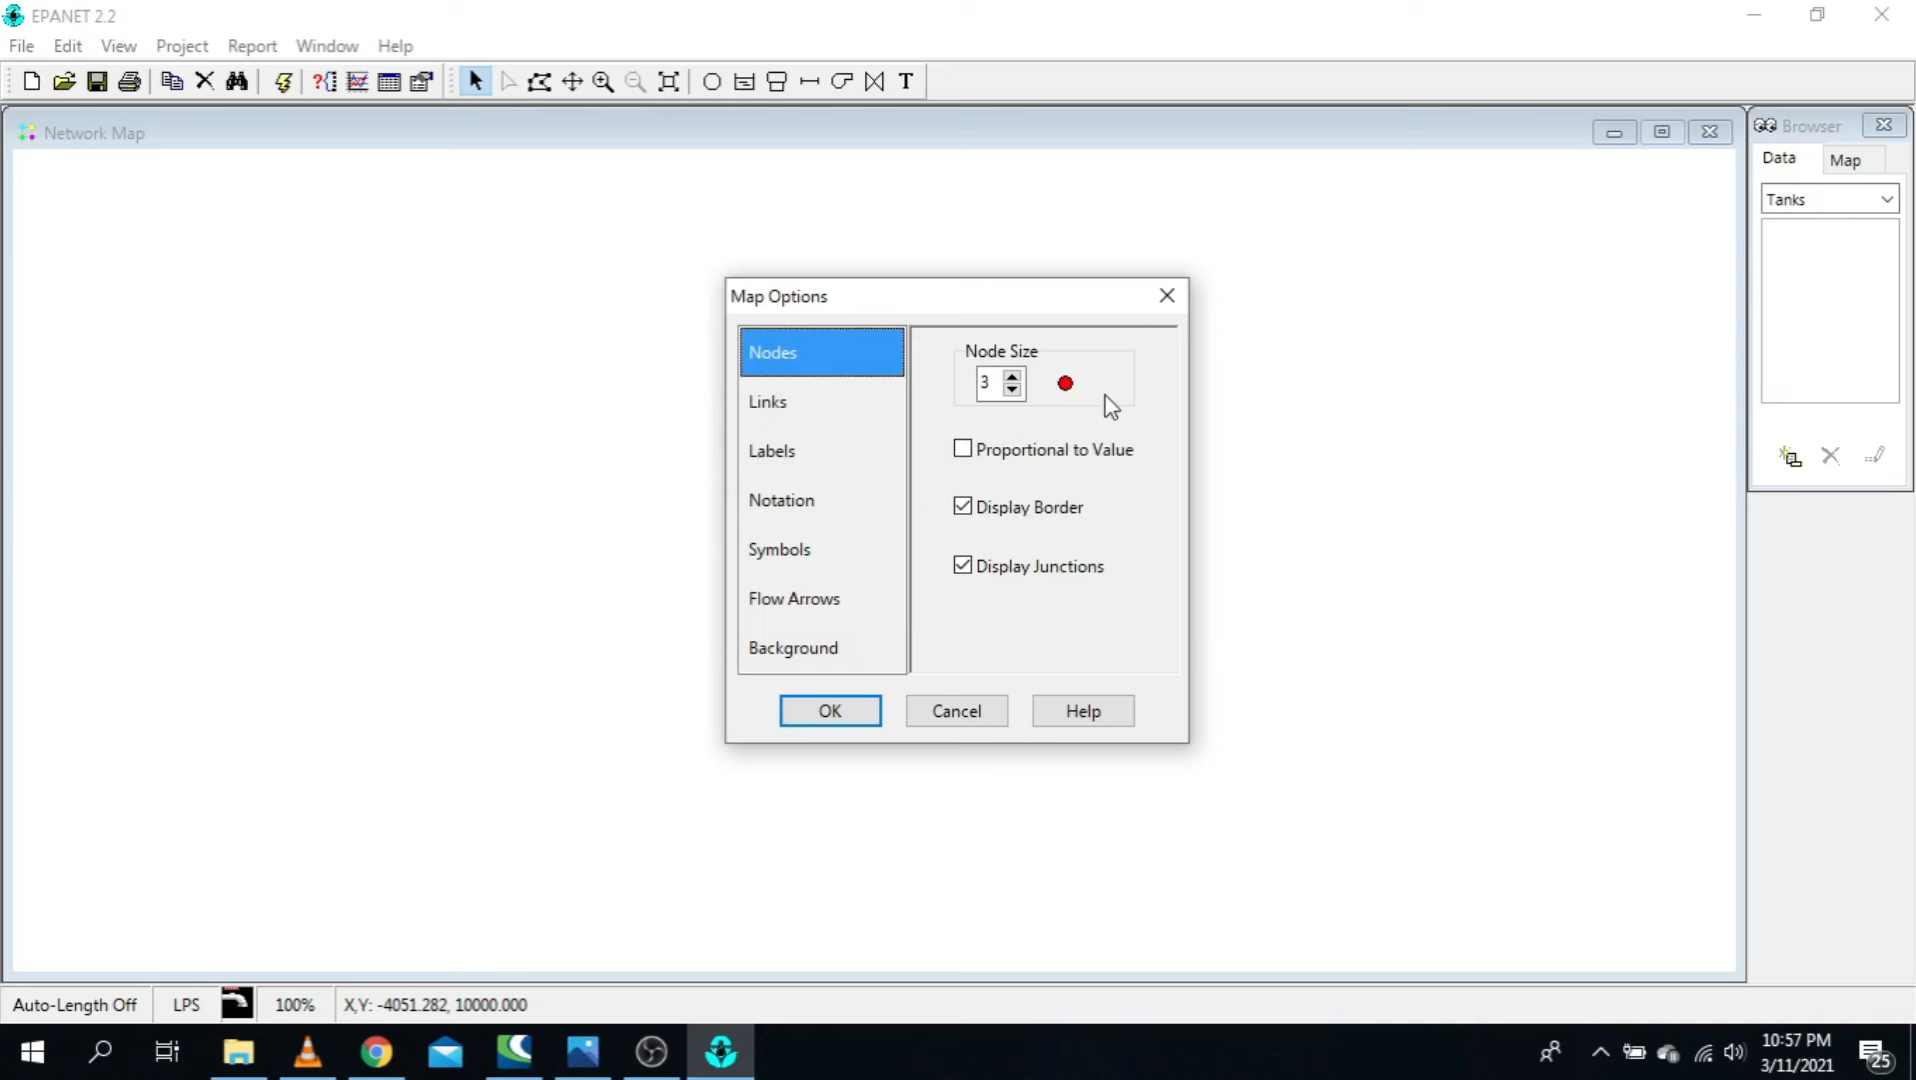 EPANET 2.2
File Edit View Project Report Window Help
T
Network Map
Browser
Data Map
Tanks
Map Options
Nodes
Links
Labels
Notation
Symbols
Flow Arrows
Background
Node Size
3
Proportional to Value
Display Border
Display Junctions
OK Cancel Help
Auto-Length Off LPS 100% X,Y: -4051.282, 10000.000
10:57 PM
3/11/2021
25